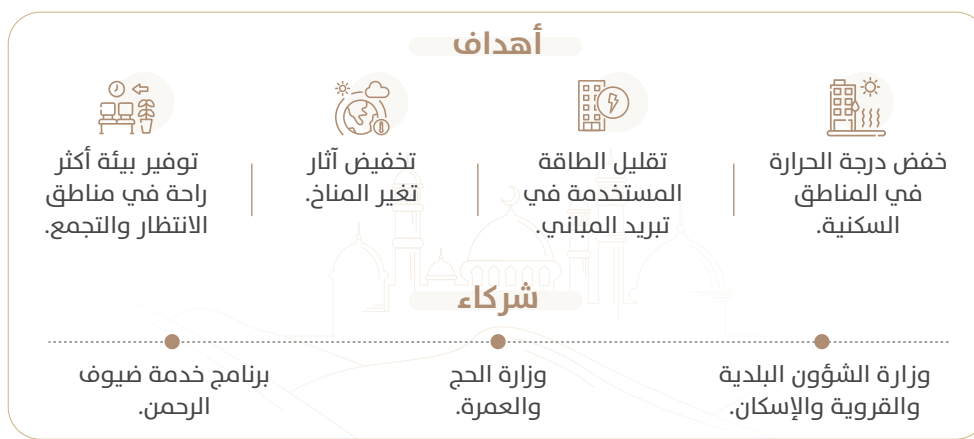 أهداف
خفض درجة الحرارة
في المناطق
السكنية.
تقليل الطاقة
المستخدمة في
تبريد المباني.
تخفيض آثار
تغير المناخ.
توفير بيئة أكثر
راحة في مناطق
الانتظار والتجمع.
شركاء
وزارة الشؤون البلدية
والقروية والإسكان.
وزارة الحج
والعمرة.
برنامج خدمة ضيوف
الرحمن.